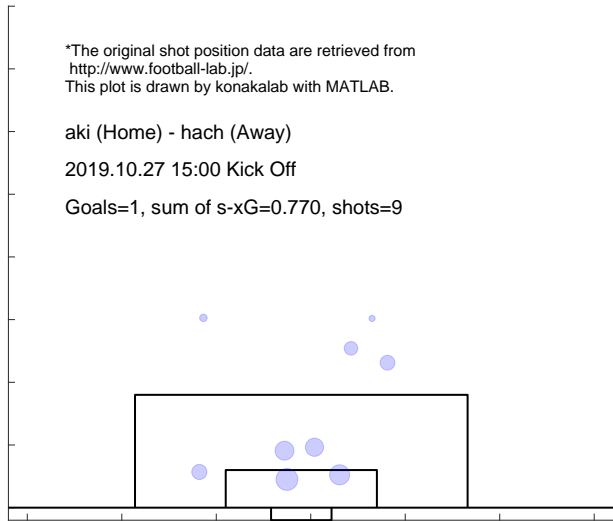 *The original shot position data are retrieved from
http://www.football-lab.jp/.
This plot is drawn by konakalab with MATLAB.
aki (Home) - hach (Away)
2019.10.27 15:00 Kick Off
Goals=1, sum of s-xG=0.770, shots=9